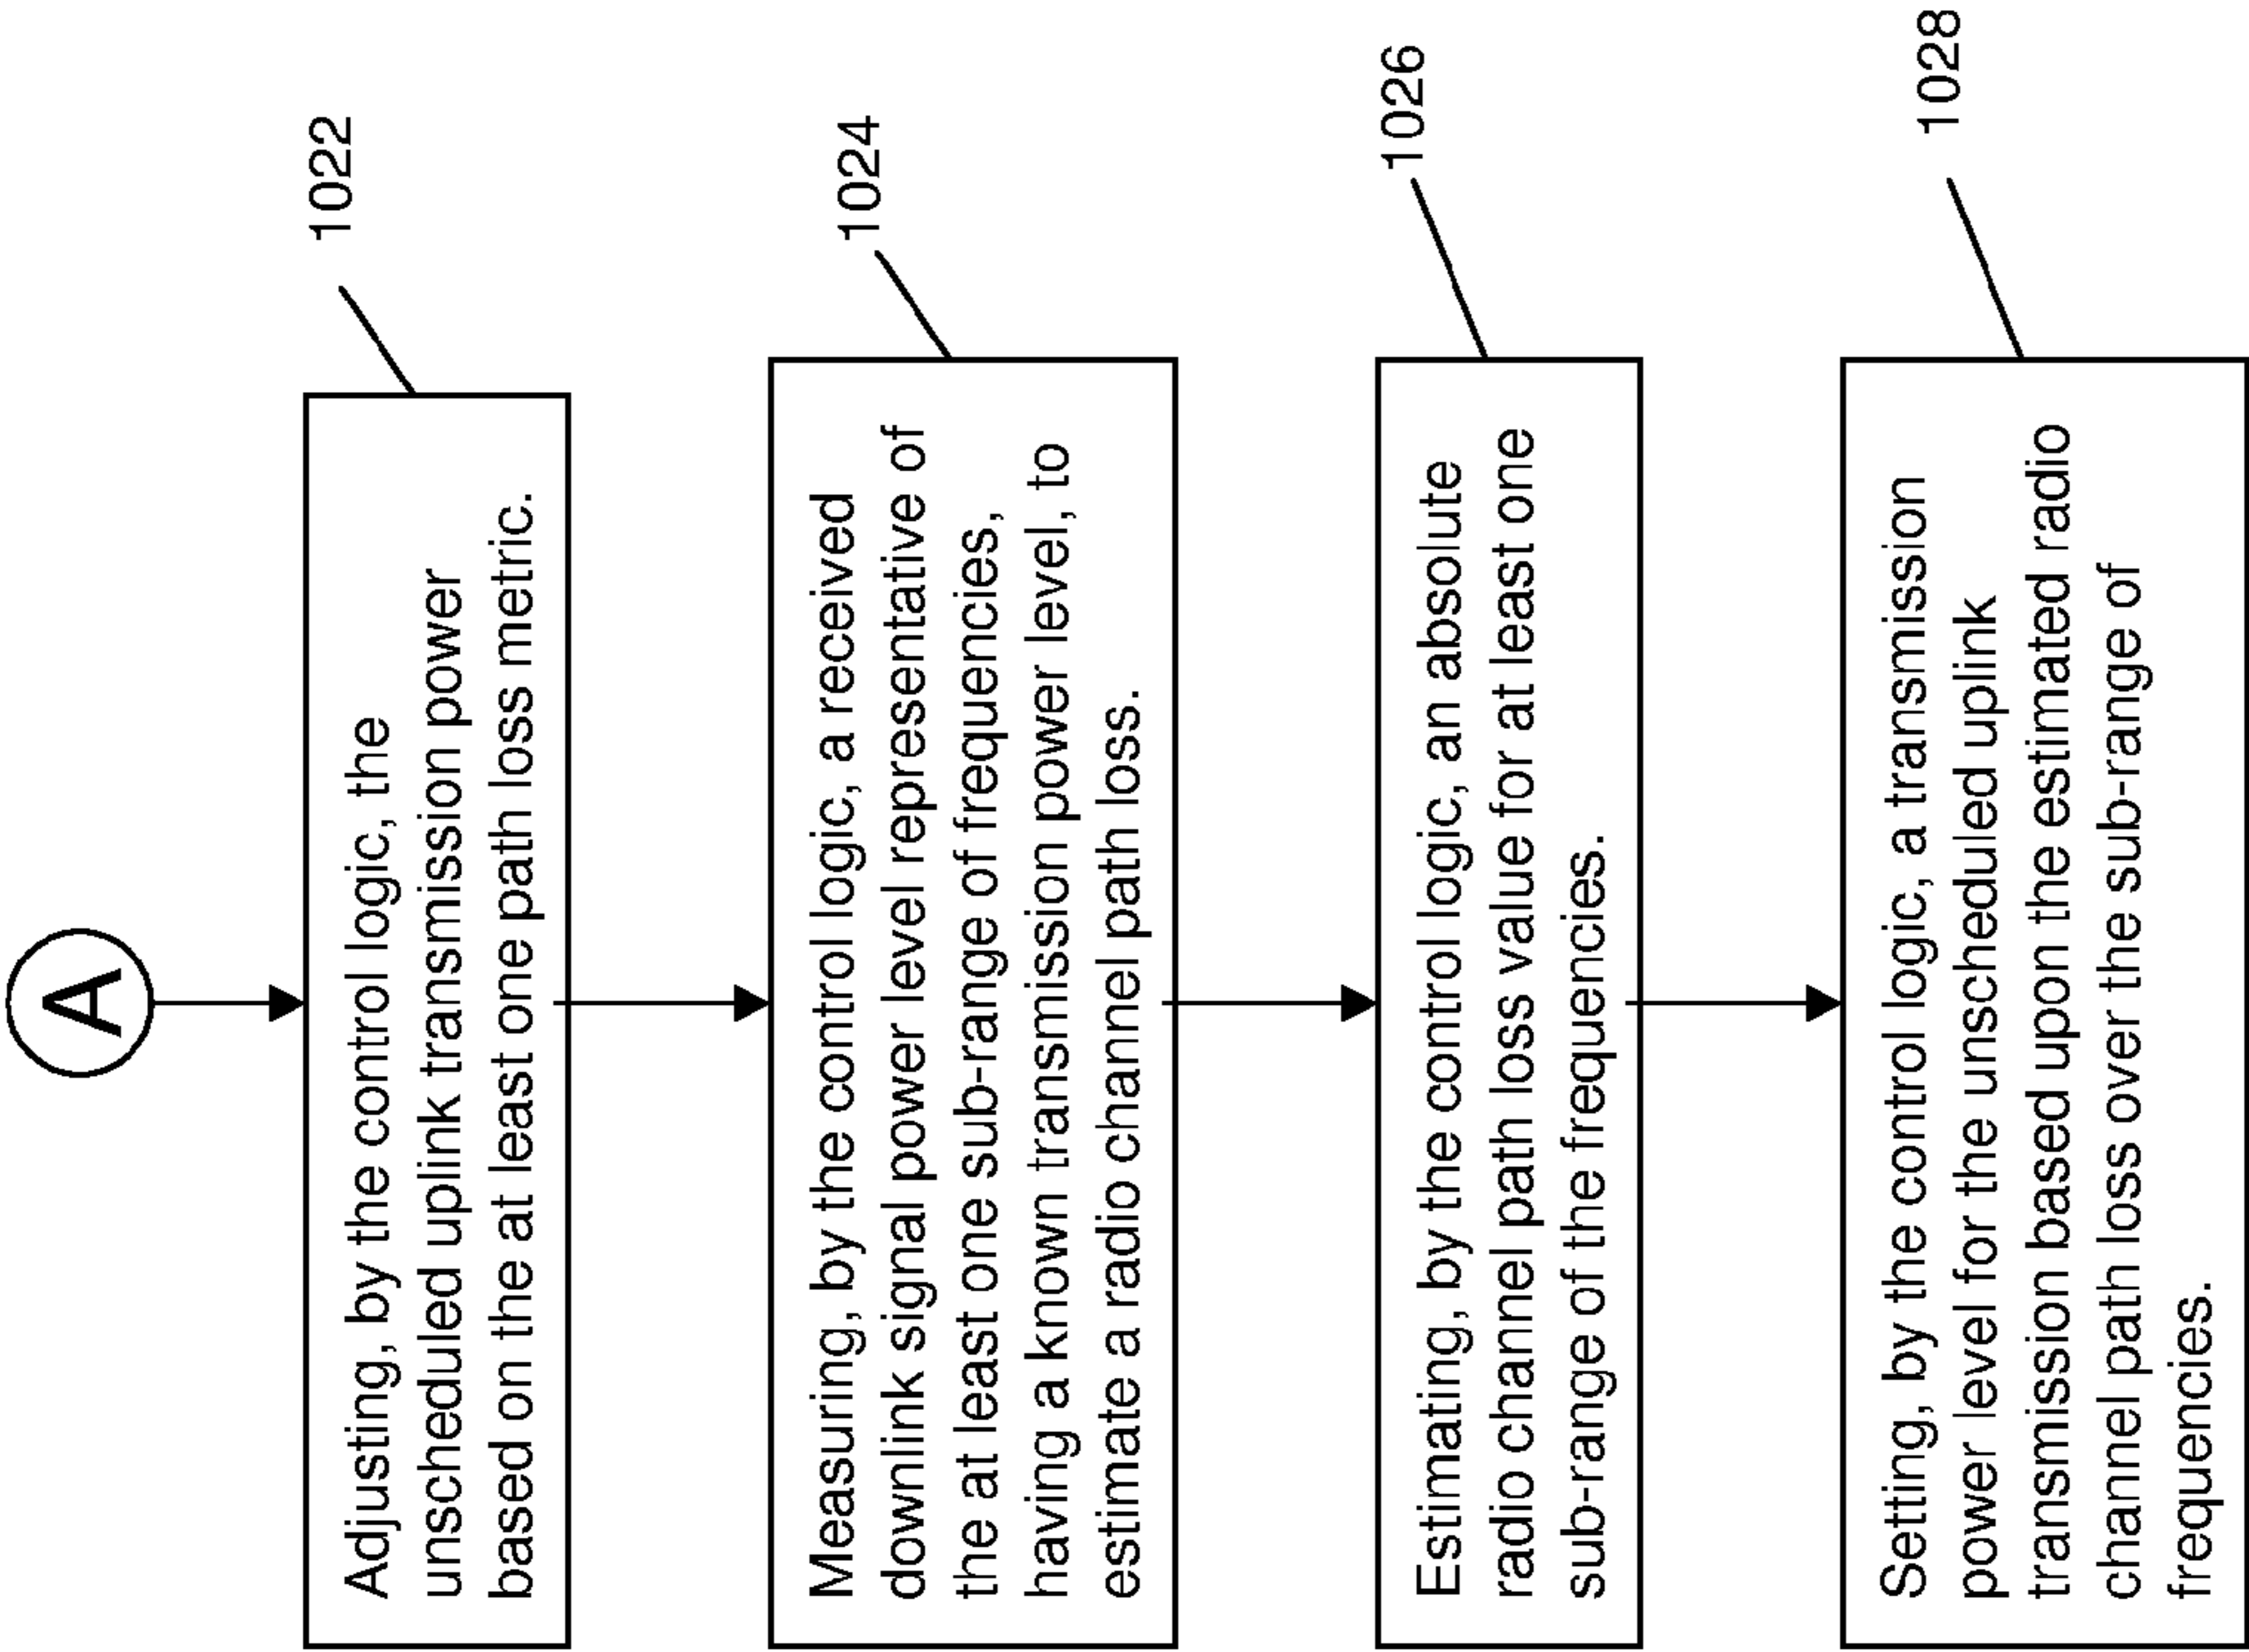 A
1022
Adjusting, by the control logic, the
unscheduled uplink transmission power
based on the at least one path loss metric.
1024
Measuring, by the control logic, a received
downlink signal power level representative of
the at least one sub-range of frequencies,
having a known transmission power level, to
estimate a radio channel path loss.
1026
Estimating, by the control logic, an absolute
radio channel path loss value for at least one
sub-range of the frequencies.
1028
Setting, by the control logic, a transmission
power level for the unscheduled uplink
transmission based upon the estimated radio
channel path loss over the sub-range of
frequencies.